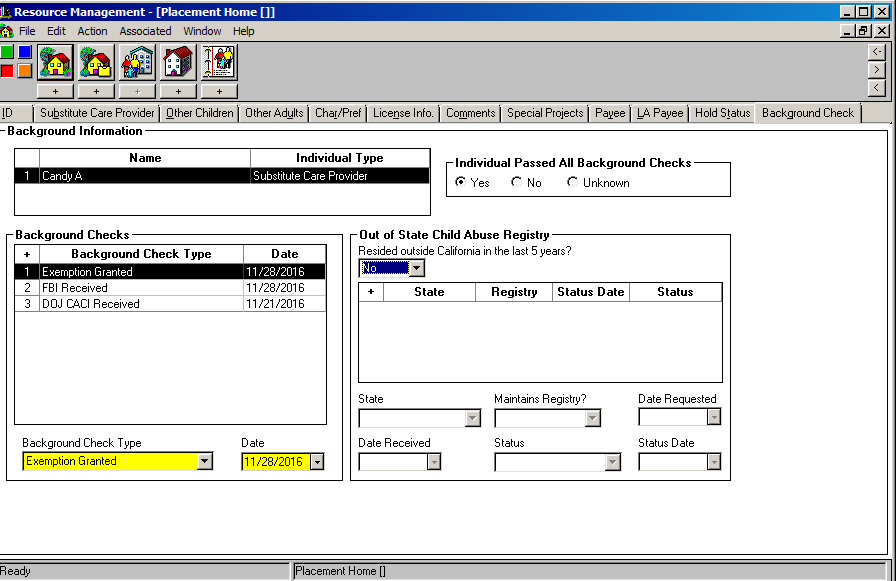 Resource Management - [Placement Home []]
File Edit Action Associated Window Help
+ + + + +
ID Substitute Care Provider Other Children Other Adults Char/Pref License Info. Comments Special Projects Payee LA Payee Hold Status Background Check
Background Information
Name Individual Type
1 Candy A Substitute Care Provider
Individual Passed All Background Checks
Yes No Unknown
Background Checks
+ Background Check Type Date
1 Exemption Granted 11/28/2016
2 FBI Received 11/28/2016
3 DOJ CACI Received 11/21/2016
Background Check Type Date
Exemption Granted 11/28/2016
Out of State Child Abuse Registry
Resided outside California in the last 5 years?
No
+ State Registry Status Date Status
State Maintains Registry? Date Requested
Date Received Status Status Date
Ready Placement Home []